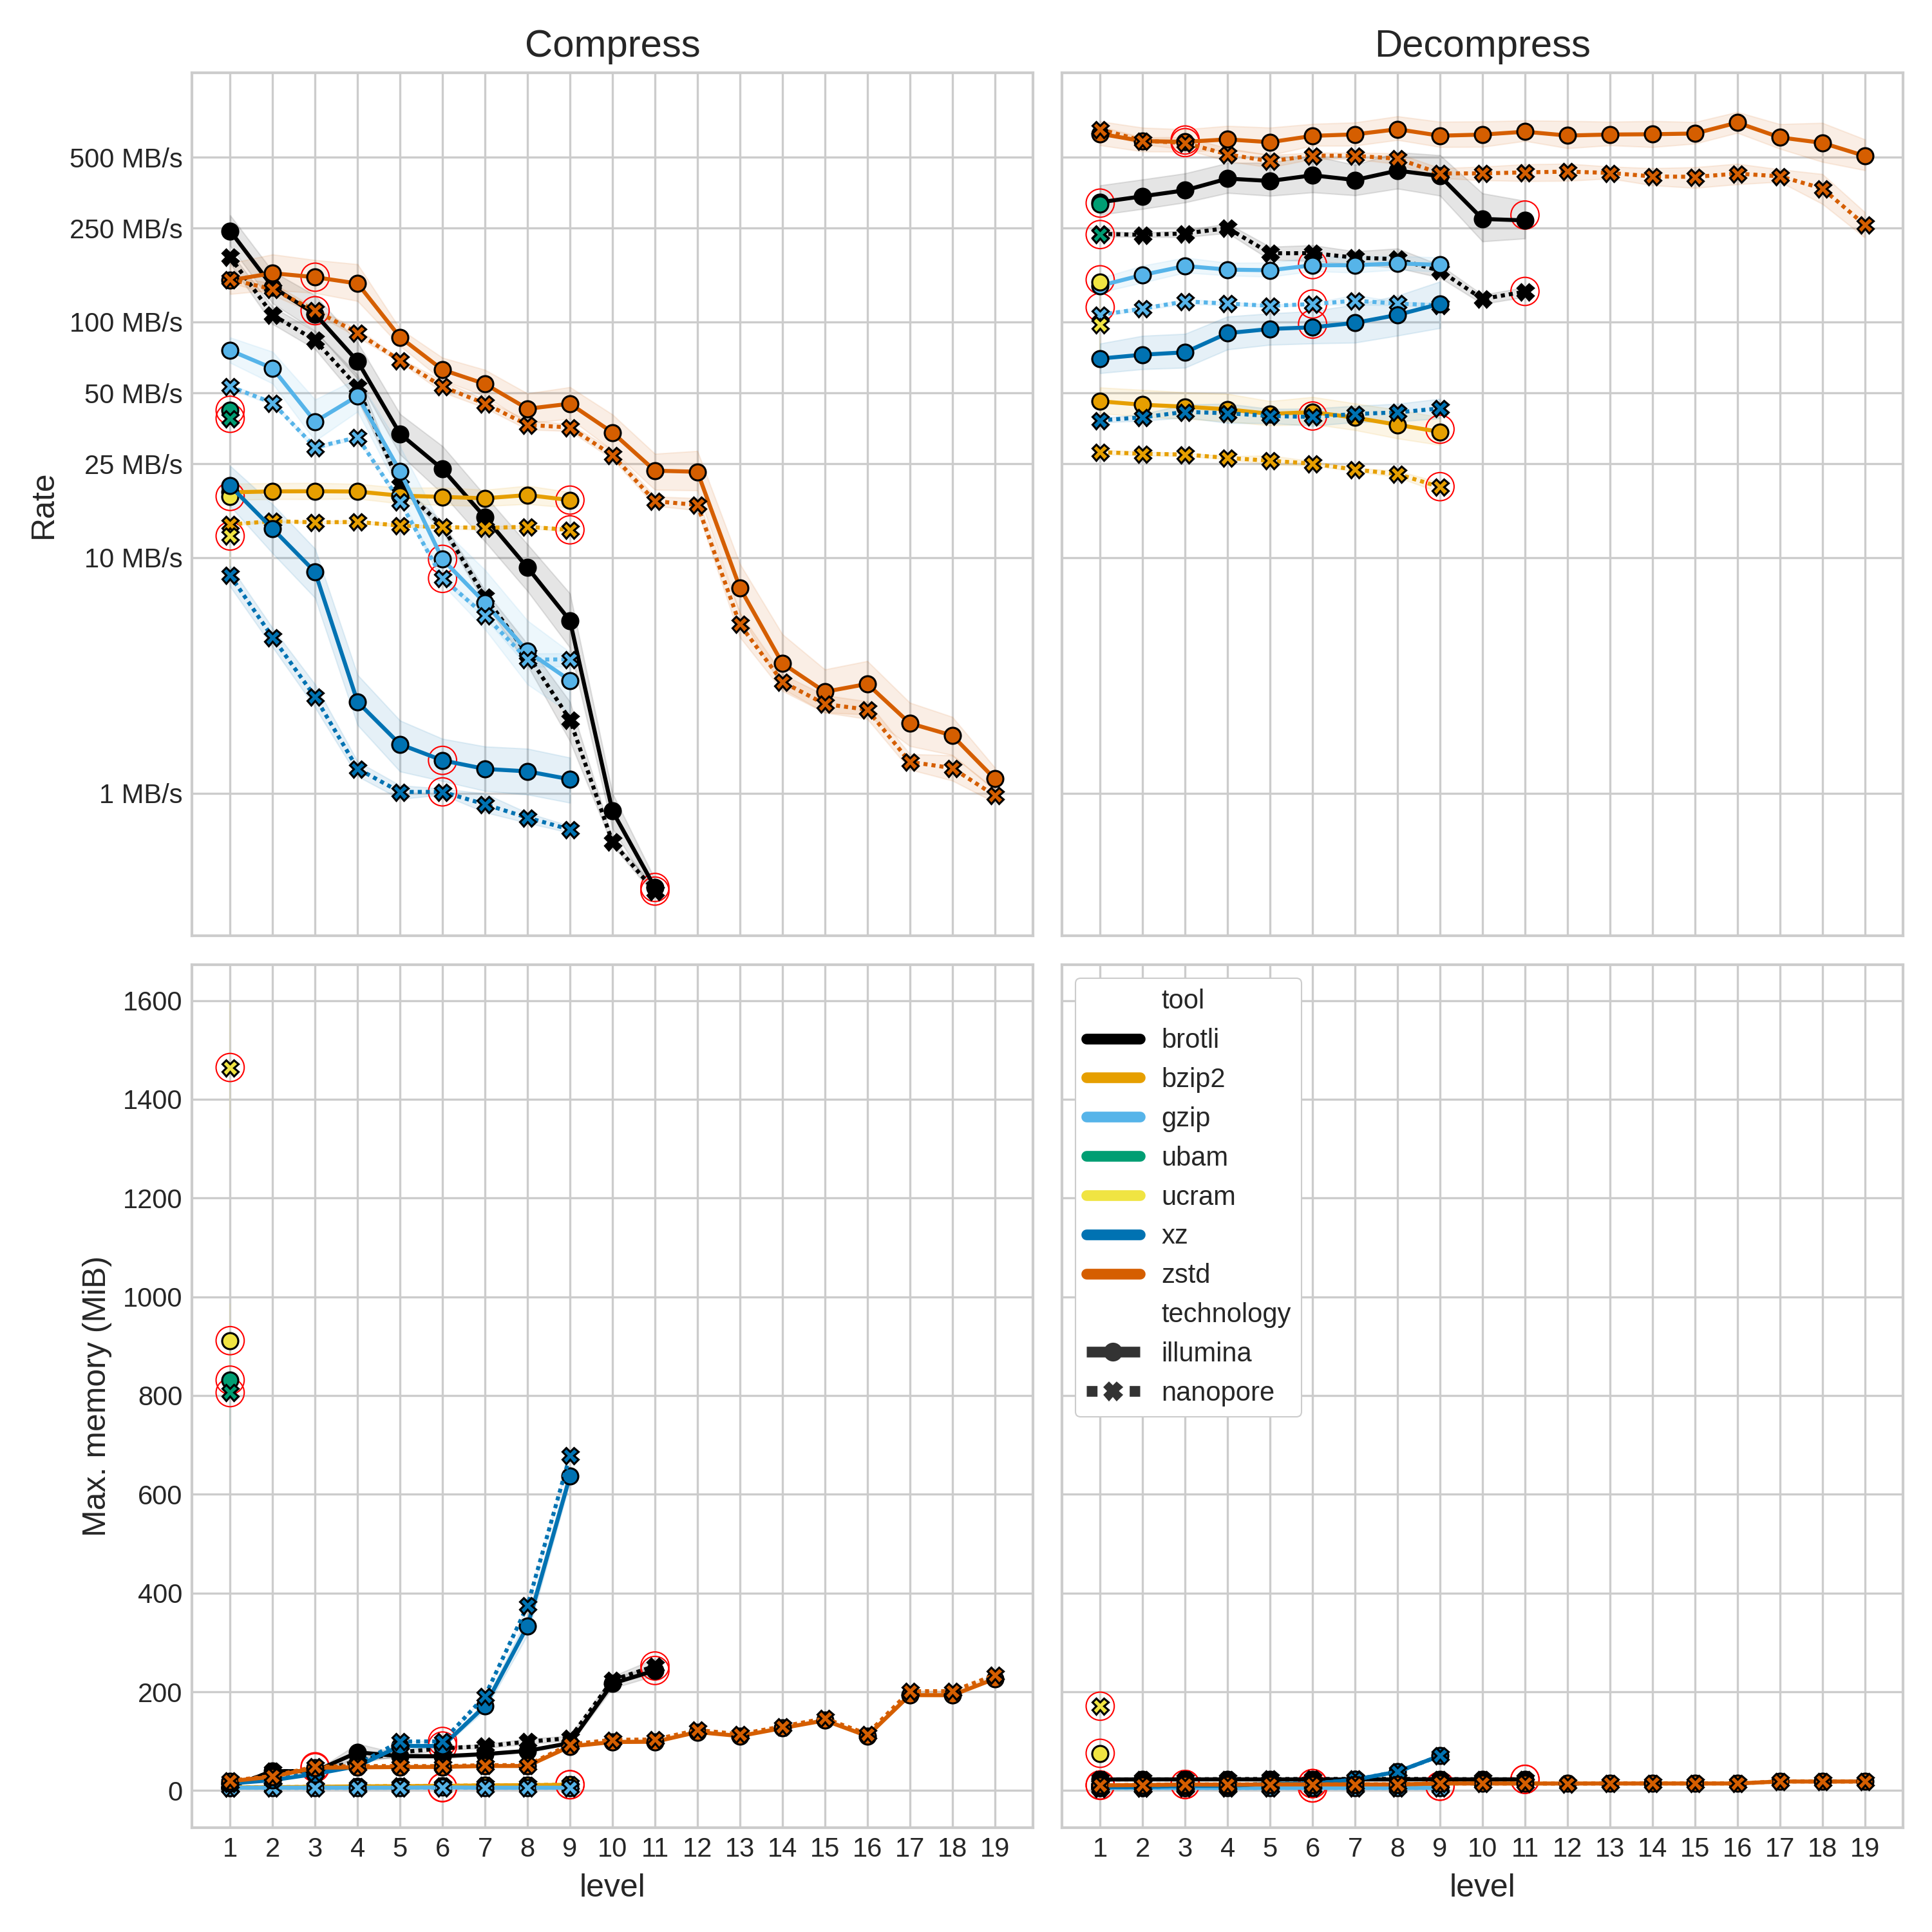 Compress
Decompress
500 MB/s
250 MB/s
100 MB/s
50 MB/s
25 MB/s
10 MB/s
1 MB/s
Rate
1600
1400
1200
1000
800
600
400
200
0
Max. memory (MiB)
tool
brotli
bzip2
gzip
ubam
ucram
xz
zstd
technology
illumina
nanopore
1 2 3 4 5 6 7 8 9 10 11 12 13 14 15 16 17 18 19
1 2 3 4 5 6 7 8 9 10 11 12 13 14 15 16 17 18 19
level
level